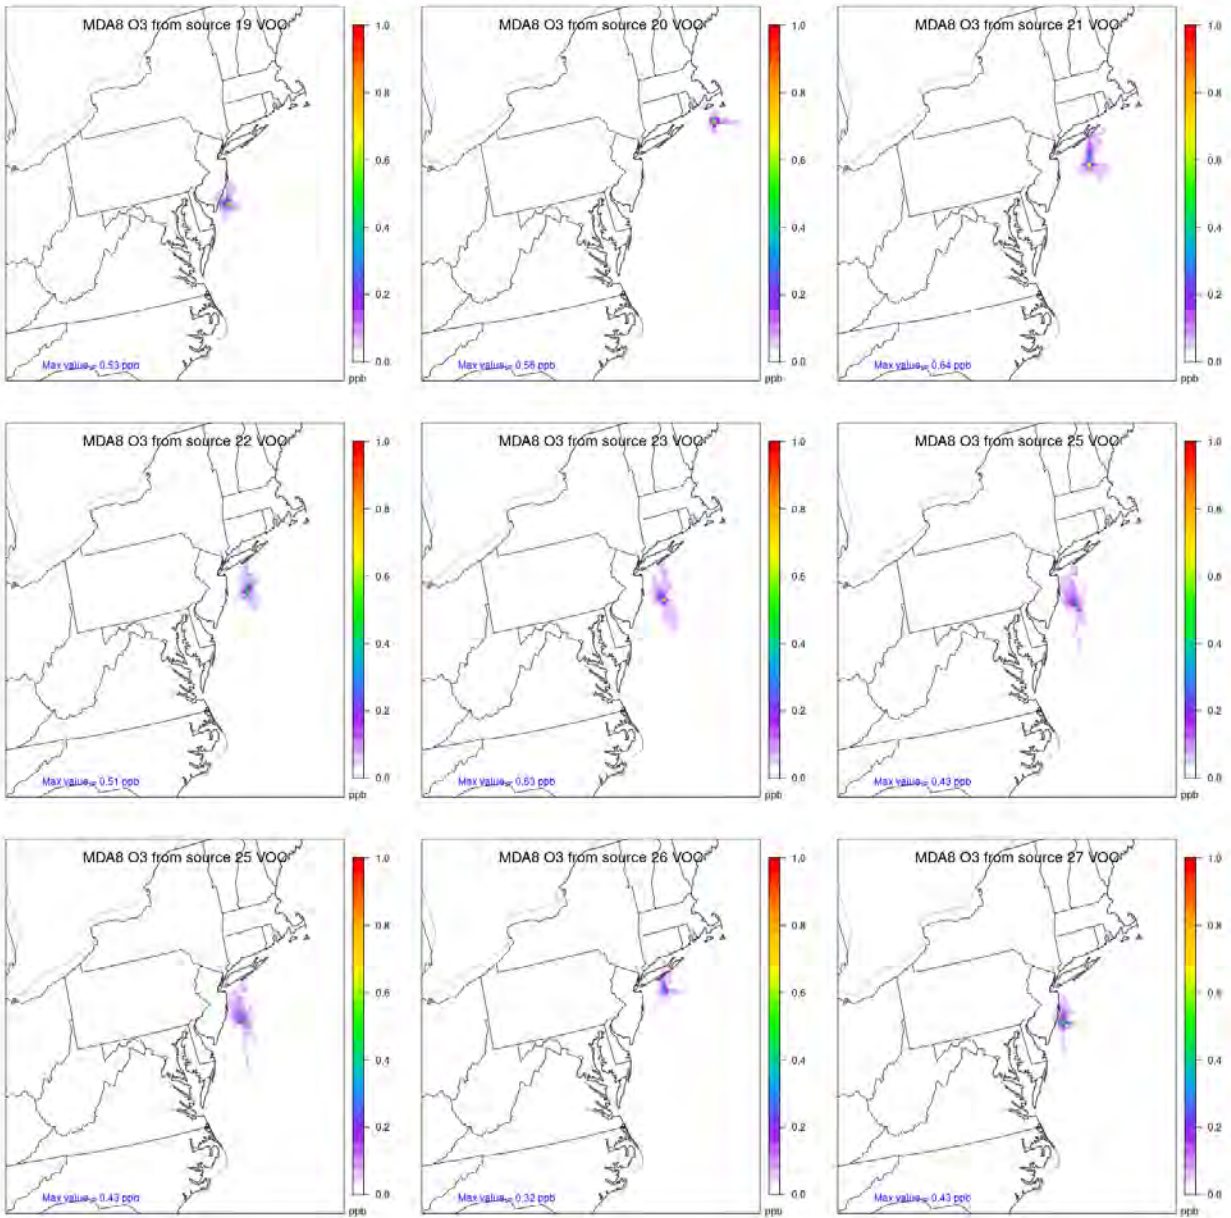 MDA8 O3 from source 19 VOC
1.0
0.8
0.6
0.4
0.2
0.0
Max value = 0.53 ppb
ppb
MDA8 O3 from source 20 VOC
1.0
0.8
0.6
0.4
0.2
0.0
Max value = 0.56 ppb
ppb
MDA8 O3 from source 21 VOC
1.0
0.8
0.6
0.4
0.2
0.0
Max value = 0.64 ppb
ppb
MDA8 O3 from source 22 VOC
1.0
0.8
0.6
0.4
0.2
0.0
Max value = 0.51 ppb
ppb
MDA8 O3 from source 23 VOC
1.0
0.8
0.6
0.4
0.2
0.0
Max value = 0.63 ppb
ppb
MDA8 O3 from source 25 VOC
1.0
0.8
0.6
0.4
0.2
0.0
Max value = 0.43 ppb
ppb
MDA8 O3 from source 25 VOC
1.0
0.8
0.6
0.4
0.2
0.0
Max value = 0.43 ppb
ppb
MDA8 O3 from source 26 VOC
1.0
0.8
0.6
0.4
0.2
0.0
Max value = 0.32 ppb
ppb
MDA8 O3 from source 27 VOC
1.0
0.8
0.6
0.4
0.2
0.0
Max value = 0.43 ppb
ppb